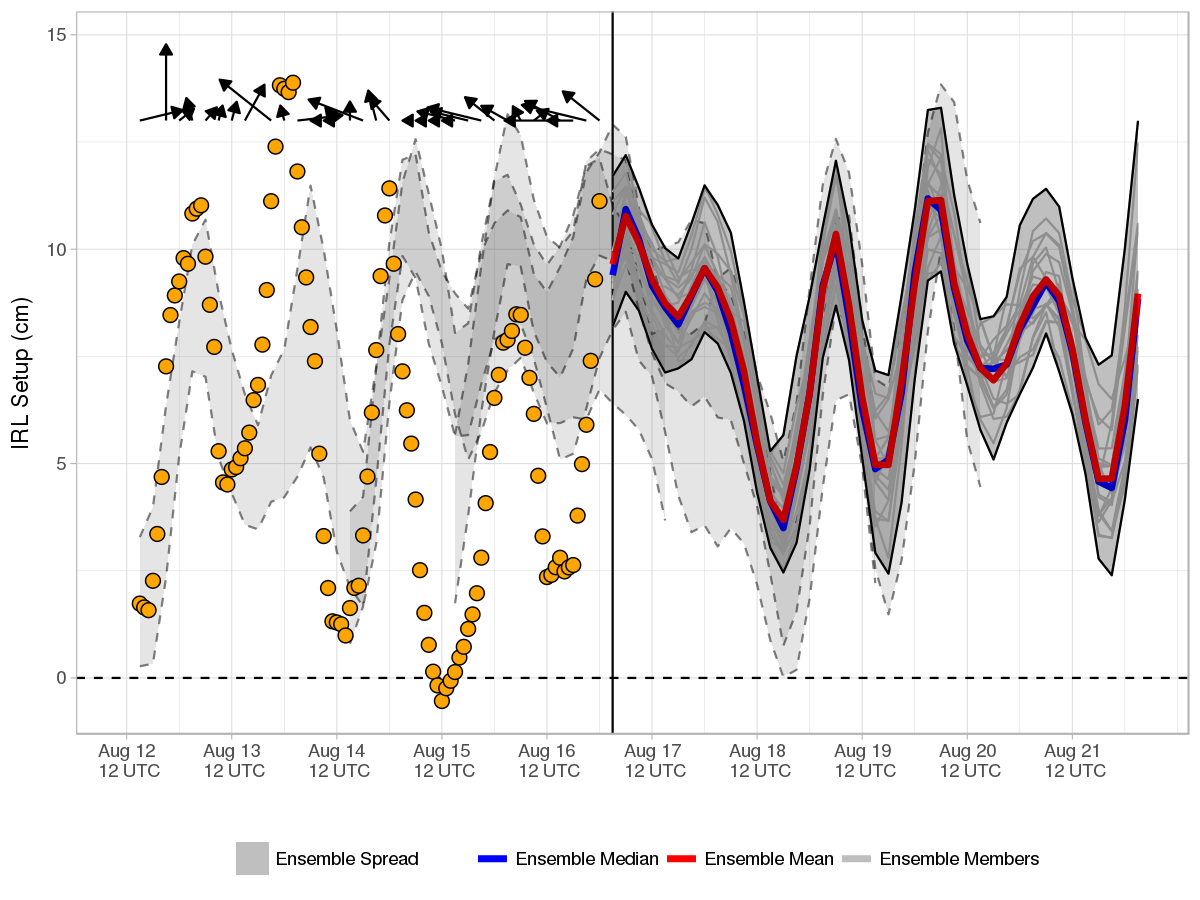 IRL Setup (cm)
15
10
5
0
Aug 12 Aug 13 Aug 14 Aug 15 Aug 16 Aug 17 Aug 18 Aug 19 Aug 20 Aug 21
12 UTC 12 UTC 12 UTC 12 UTC 12 UTC 12 UTC 12 UTC 12 UTC 12 UTC 12 UTC
Ensemble Spread Ensemble Median Ensemble Mean Ensemble Members